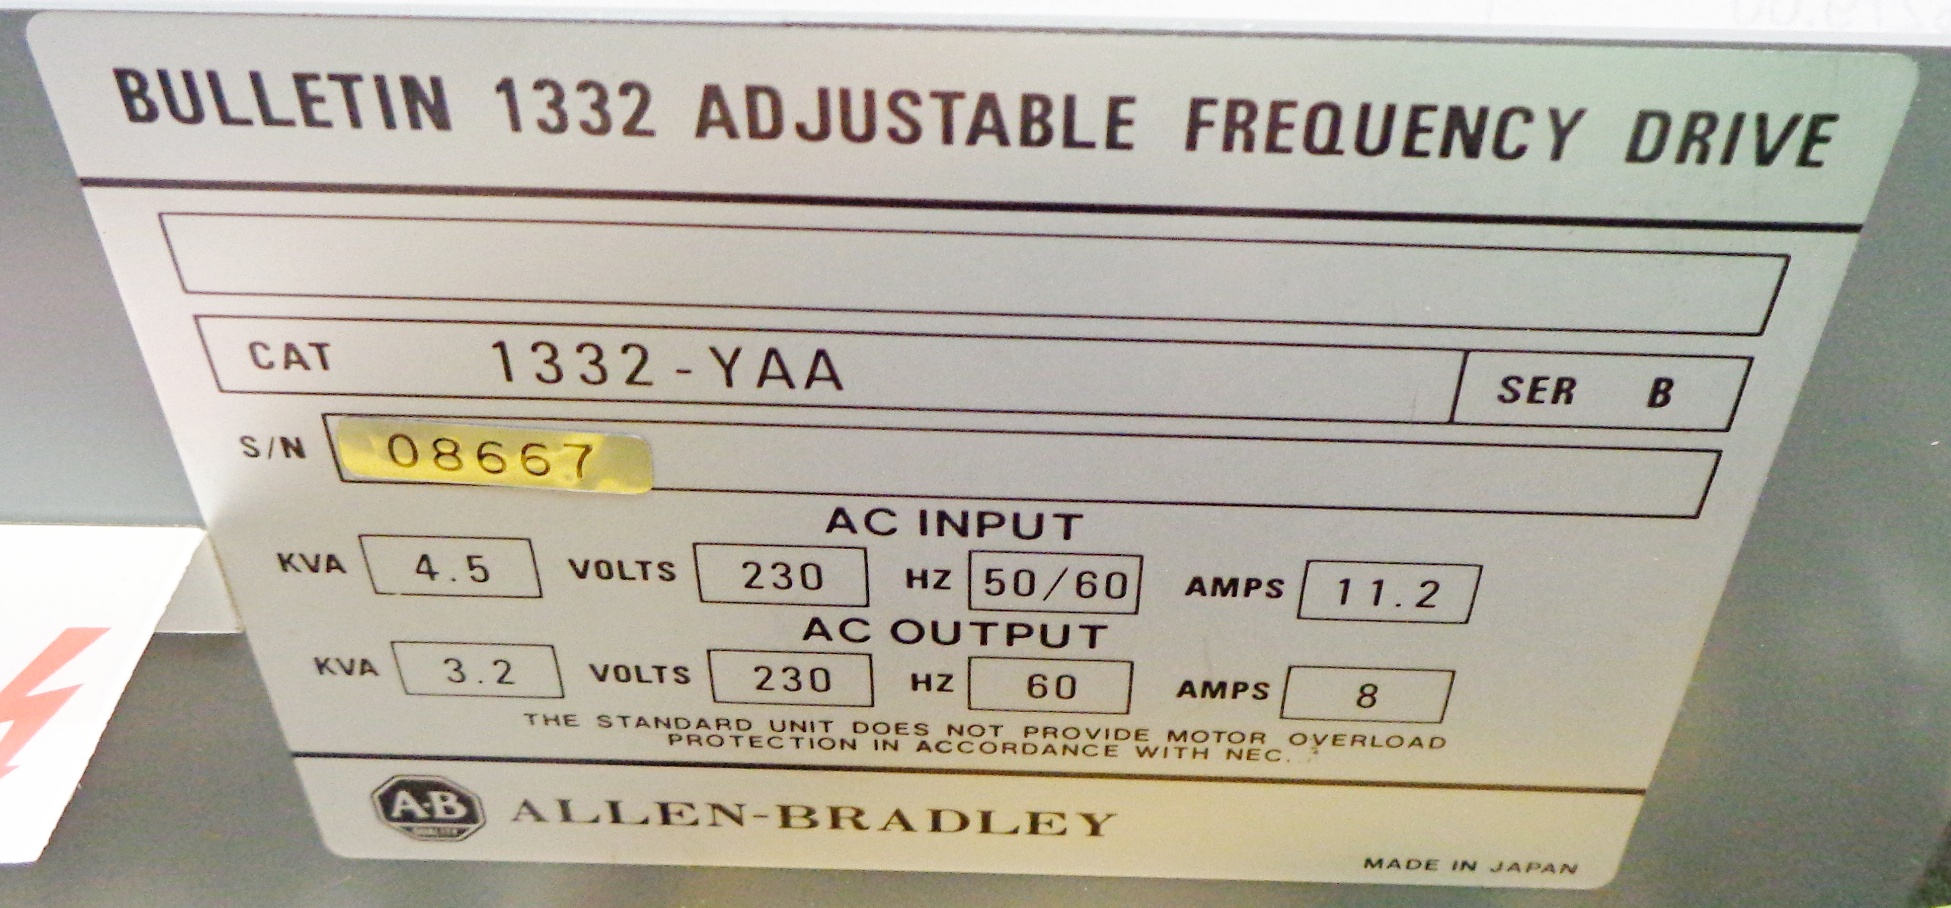 BULLETIN 1332 ADJUSTABLE FREQUENCY DRIVE
CAT 1332-YAA SER B
S/N 08667
AC INPUT
KVA 4.5 VOLTS 230 HZ 50/60 AMPS 11.2
AC OUTPUT
KVA 3.2 VOLTS 230 HZ 60 AMPS 8
THE STANDARD UNIT DOES NOT PROVIDE MOTOR OVERLOAD
PROTECTION IN ACCORDANCE WITH NEC.
A-B QUALITY ALLEN-BRADLEY
MADE IN JAPAN